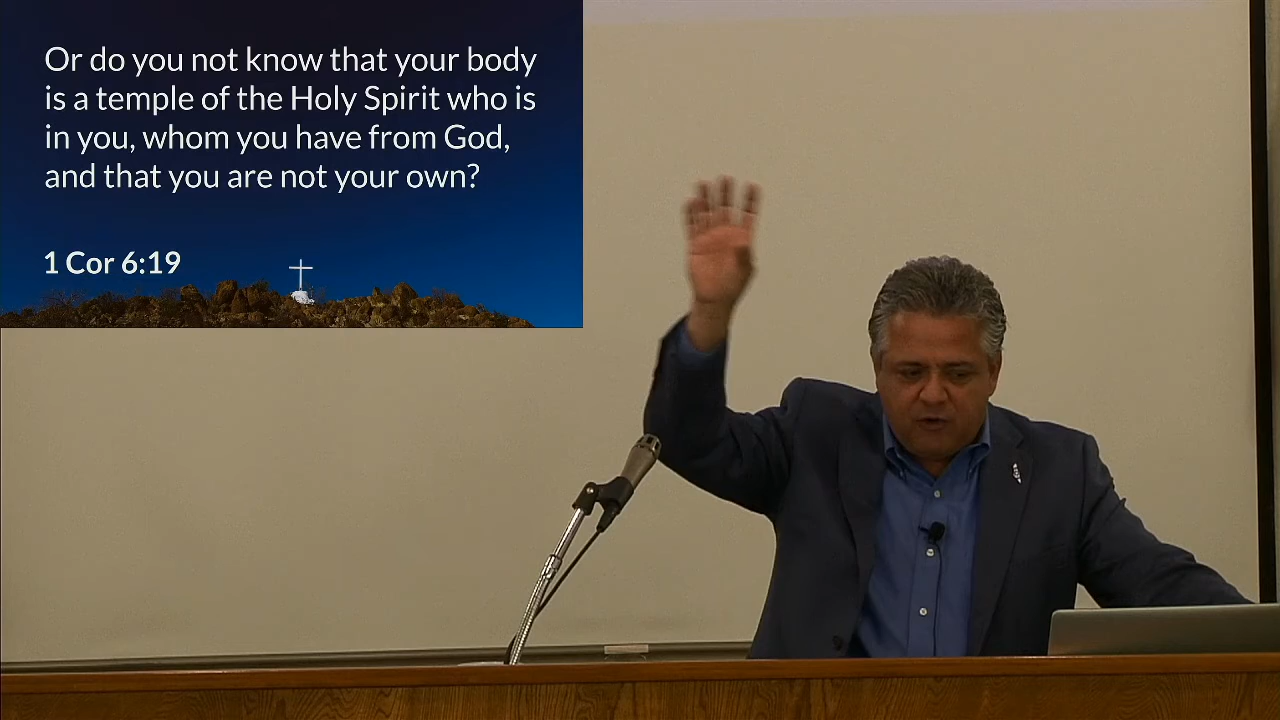 Or do you not know that your body
is a temple of the Holy Spirit who is
in you, whom you have from God,
and that you are not your own?
1 Cor 6:19